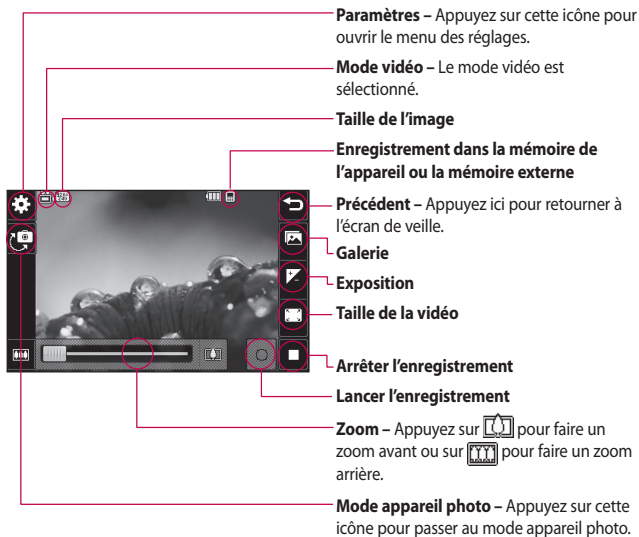 Paramètres – Appuyez sur cette icône pour
ouvrir le menu des réglages.
Mode vidéo – Le mode vidéo est
sélectionné.
Taille de l'image
Enregistrement dans la mémoire de
l'appareil ou la mémoire externe
Précédent – Appuyez ici pour retourner à
l'écran de veille.
Galerie
Exposition
Taille de la vidéo
Arrêter l'enregistrement
Lancer l'enregistrement
Zoom – Appuyez sur pour faire un
zoom avant ou sur pour faire un zoom
arrière.
Mode appareil photo – Appuyez sur cette
icône pour passer au mode appareil photo.